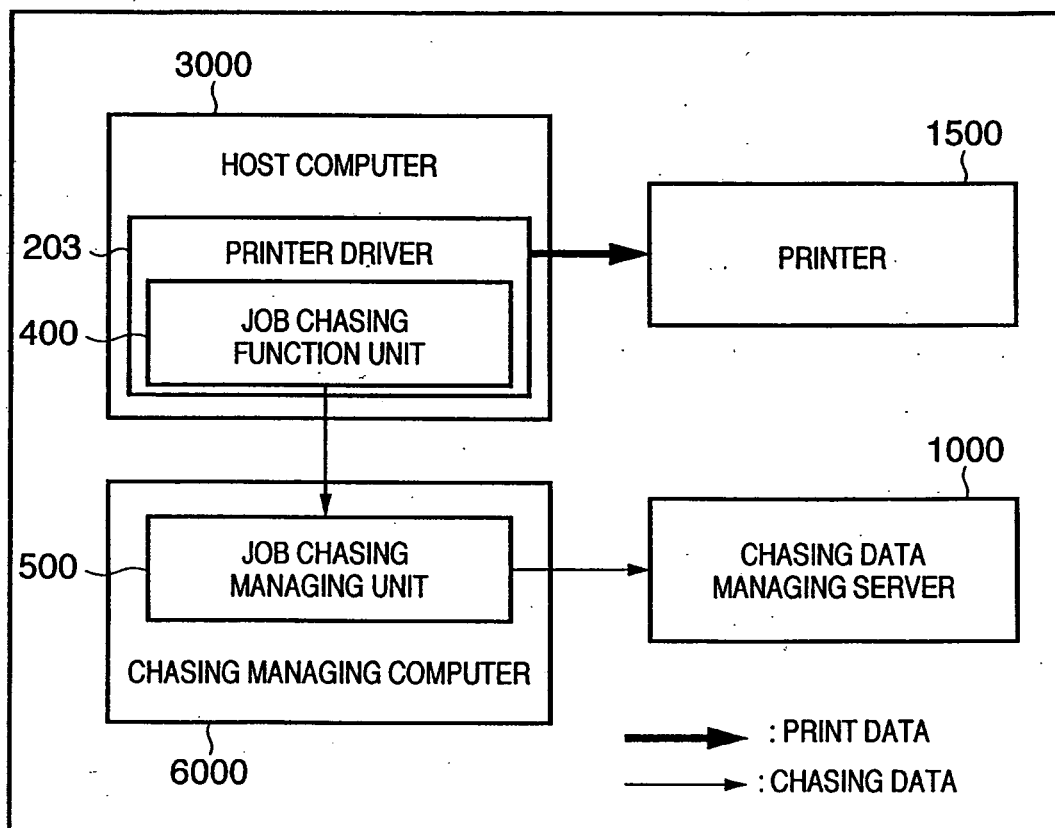 3000
HOST COMPUTER
203
PRINTER DRIVER
400
JOB CHASING
FUNCTION UNIT
1500
PRINTER
500
JOB CHASING
MANAGING UNIT
CHASING MANAGING COMPUTER
6000
1000
CHASING DATA
MANAGING SERVER
: PRINT DATA
: CHASING DATA